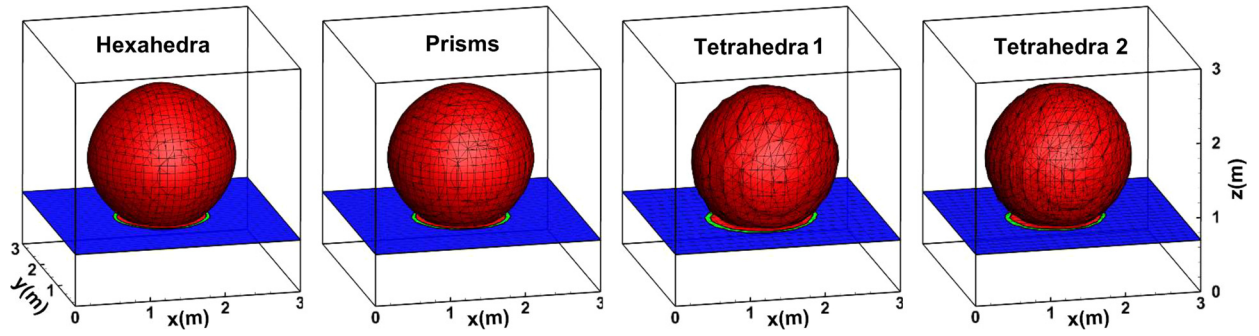 Hexahedra
Prisms
Tetrahedra 1
Tetrahedra 2
3
2
z(m)
1
0
3
2
1
y(m)
0 1 2 3
x(m)
0 1 2 3
x(m)
0 1 2 3
x(m)
0 1 2 3
x(m)